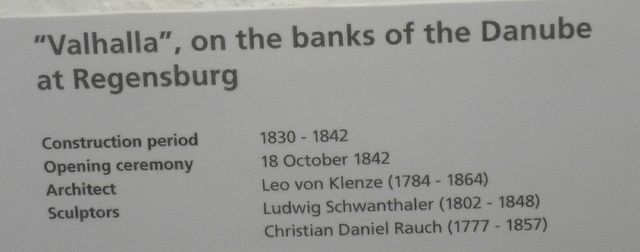 "Valhalla", on the banks of the Danube
at Regensburg
Construction period 1830 - 1842
Opening ceremony 18 October 1842
Architect Leo von Klenze (1784 - 1864)
Sculptors Ludwig Schwanthaler (1802 - 1848)
Christian Daniel Rauch (1777 - 1857)